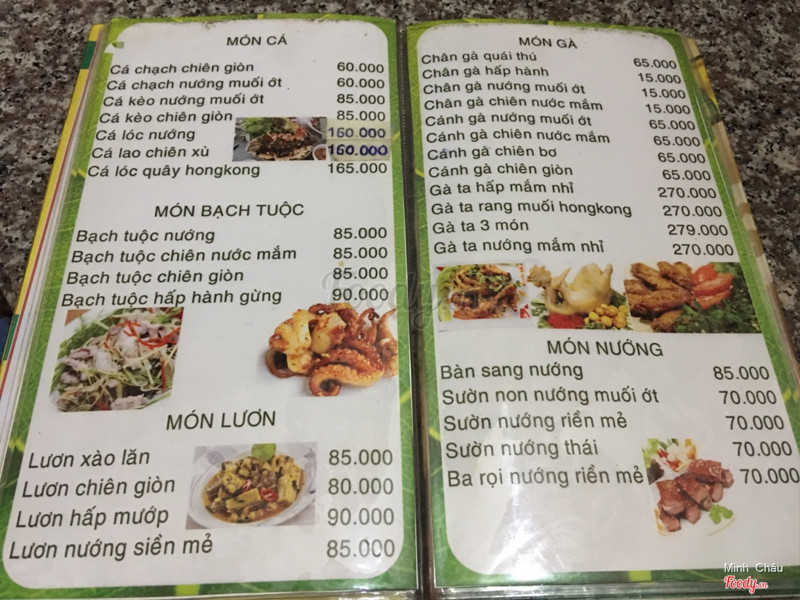 MÓN CÁ
Cá chạch chiên giòn 60.000
Cá chạch nướng muối ớt 60.000
Cá kèo nướng muối ớt 85.000
Cá kèo chiên giòn 85.000
Cá lóc nướng 160.000
Cá lao chiên xù 160.000
Cá lóc quây hongkong 165.000
MÓN BẠCH TUỘC
Bạch tuộc nướng 85.000
Bạch tuộc chiên nước mắm 85.000
Bạch tuộc chiên giòn 85.000
Bạch tuộc hấp hành gừng 90.000
MÓN LƯƠN
Lươn xào lăn 85.000
Lươn chiên giòn 80.000
Lươn hấp mướp 90.000
Lươn nướng siền mẻ 85.000
MÓN GÀ
Chân gà quái thú 65.000
Chân gà hấp hành 15.000
Chân gà nướng muối ớt 15.000
Chân gà chiên nước mắm 15.000
Cánh gà nướng muối ớt 65.000
Cánh gà chiên nước mắm 65.000
Cánh gà chiên bơ 65.000
Cánh gà chiên giòn 65.000
Gà ta hấp mắm nhỉ 270.000
Gà ta rang muối hongkong 270.000
Gà ta 3 món 279.000
Gà ta nướng mắm nhỉ 270.000
MÓN NƯỚNG
Bàn sang nướng 85.000
Sườn non nướng muối ớt 70.000
Sườn nướng riền mẻ 70.000
Sườn nướng thái 70.000
Ba rọi nướng riền mẻ 70.000
Foody.vn
Minh Châu
Foody.vn